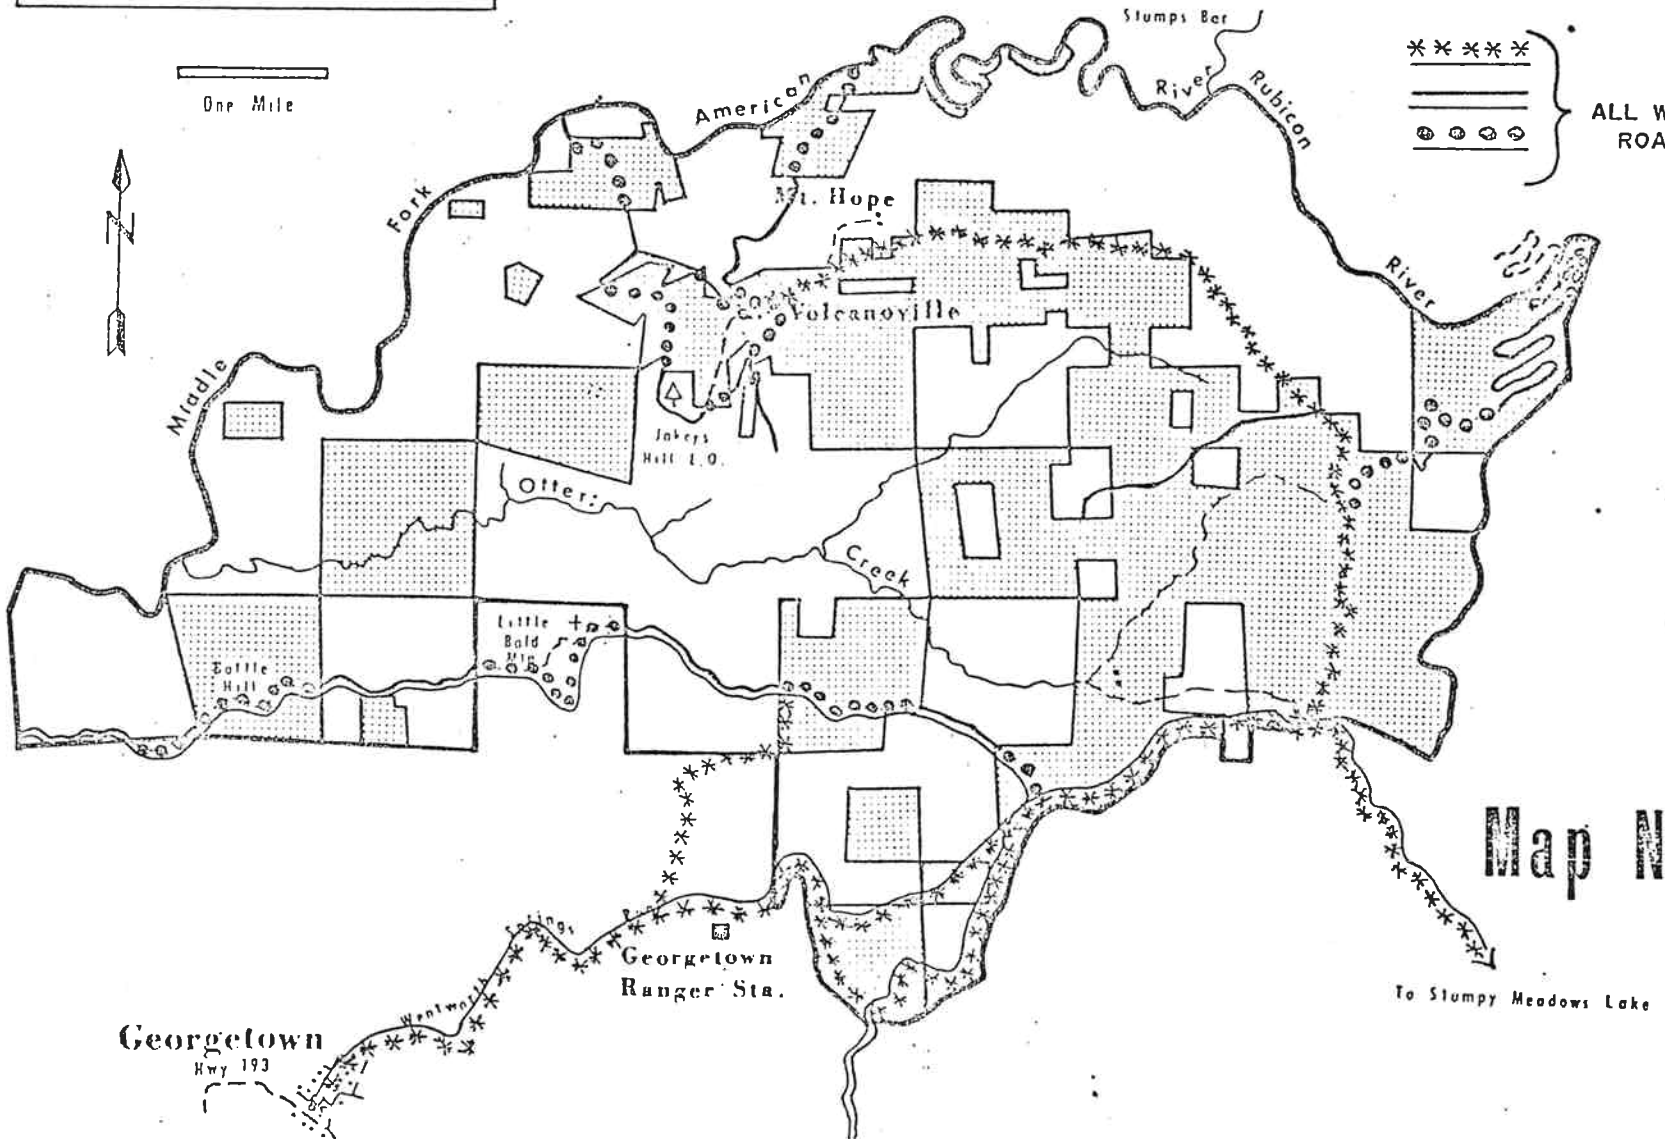 Stumps Bar
One Mile
American
River
Rubicon
ALL W
ROA
N
Fork
Mt. Hope
River
Volcanoville
Middle
Jakeys
Hill L.O.
Otter
Creek
Little
Bald
Mtn
Bottle
Hill
Map N
Wentworth Springs
Georgetown
Ranger Sta.
To Stumpy Meadows Lake
Georgetown
Hwy 193